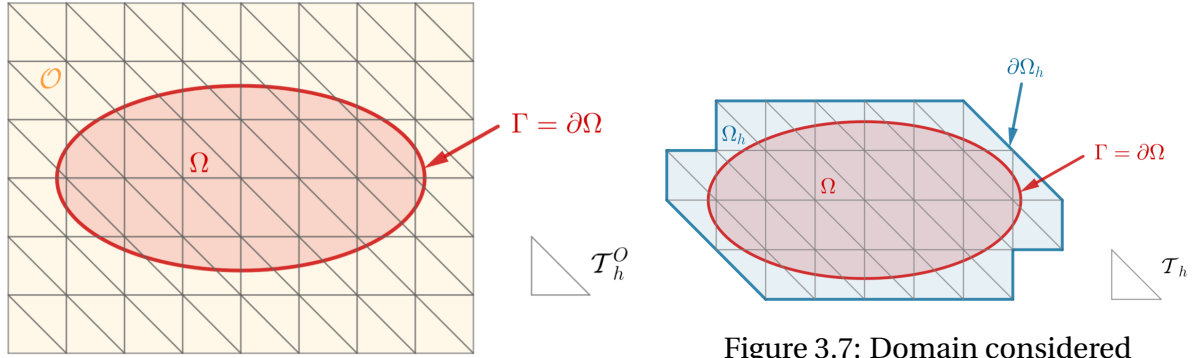 𝒪
Ω
Γ = ∂Ω
𝒯_h^O
∂Ω_h
Ω_h
Γ = ∂Ω
Ω
𝒯_h
Figure 3.7: Domain considered